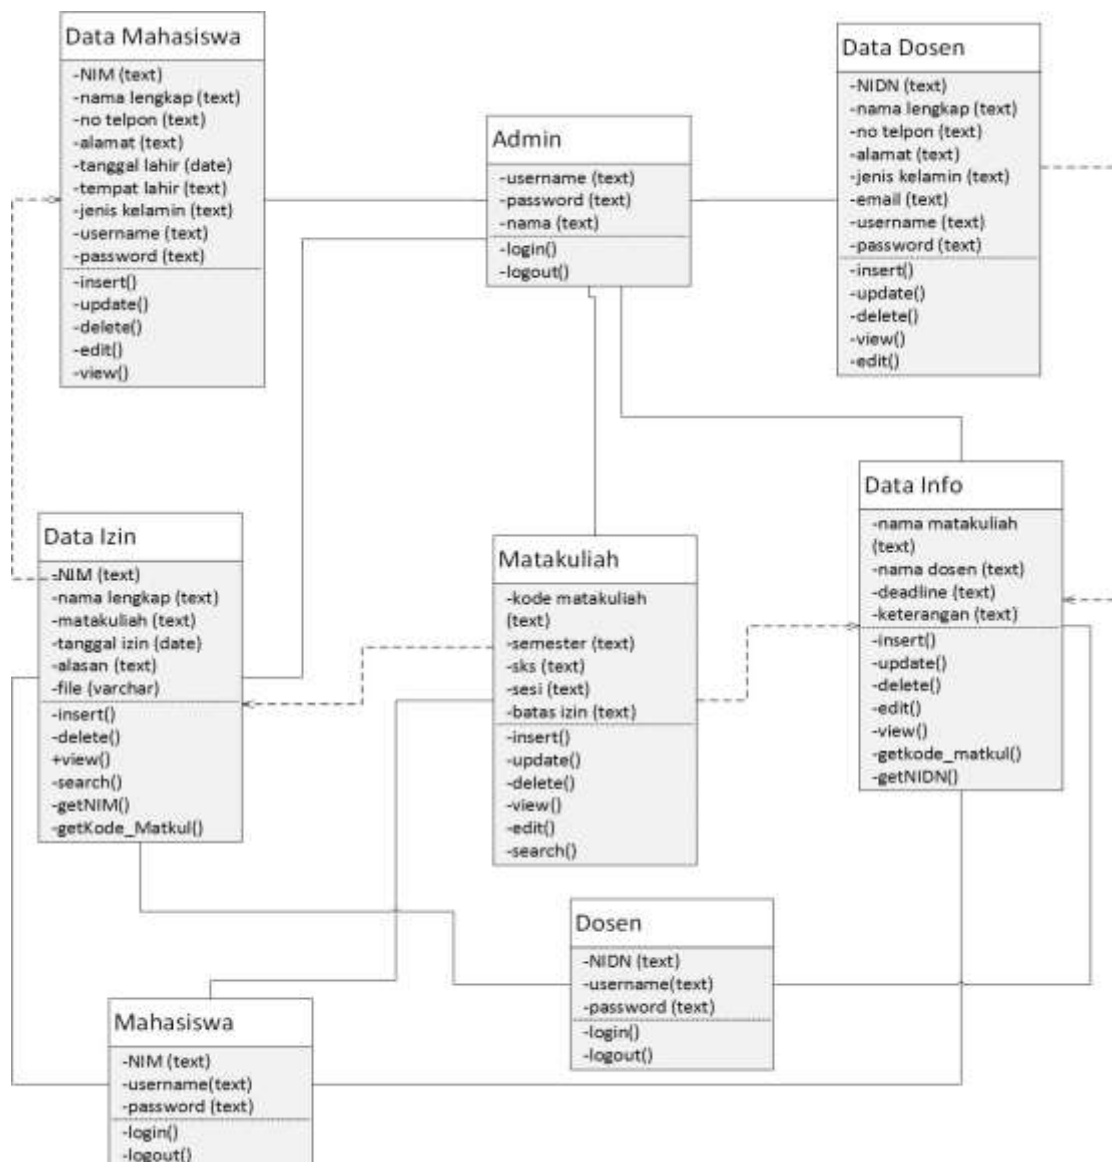 Data Mahasiswa
-NIM (text)
-nama lengkap (text)
-no telpon (text)
-alamat (text)
-tanggal lahir (date)
-tempat lahir (text)
-jenis kelamin (text)
-username (text)
-password (text)
-insert()
-update()
-delete()
-edit()
-view()
Admin
-username (text)
-password (text)
-nama (text)
-login()
-logout()
Data Dosen
-NIDN (text)
-nama lengkap (text)
-no telpon (text)
-alamat (text)
-jenis kelamin (text)
-email (text)
-username (text)
-password (text)
-insert()
-update()
-delete()
-view()
-edit()
Data Izin
-NIM (text)
-nama lengkap (text)
-matakuliah (text)
-tanggal izin (date)
-alasan (text)
-file (varchar)
-insert()
-delete()
+view()
-search()
-getNIM()
-getKode_Matkul()
Matakuliah
-kode matakuliah
(text)
-semester (text)
-sks (text)
-sesi (text)
-batas izin (text)
-insert()
-update()
-delete()
-view()
-edit()
-search()
Data Info
-nama matakuliah
(text)
-nama dosen (text)
-deadline (text)
-keterangan (text)
-insert()
-update()
-delete()
-edit()
-view()
-getkode_matkul()
-getNIDN()
Dosen
-NIDN (text)
-username(text)
-password (text)
-login()
-logout()
Mahasiswa
-NIM (text)
-username(text)
-password (text)
-login()
-logout()